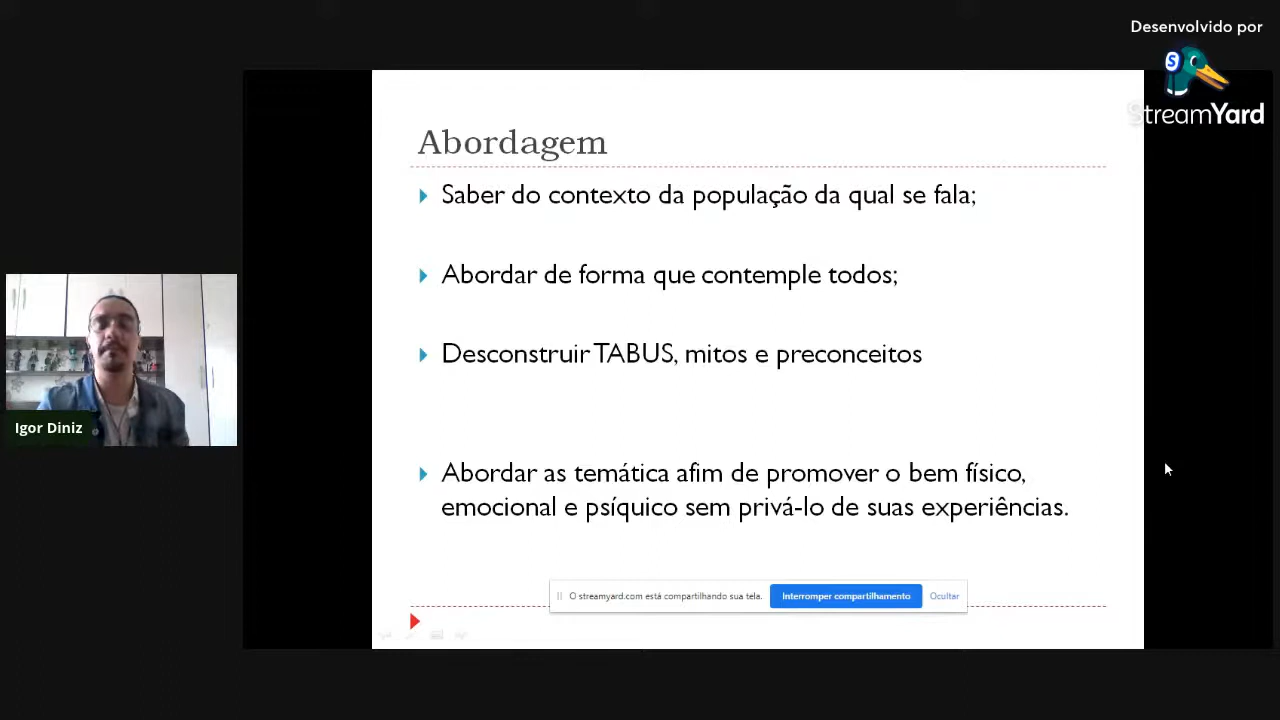 Desenvolvido por
StreamYard
Abordagem
Saber do contexto da população da qual se fala;
Abordar de forma que contemple todos;
Desconstruir TABUS, mitos e preconceitos
Abordar as temática afim de promover o bem físico,
emocional e psíquico sem privá-lo de suas experiências.
Igor Diniz
O streamyard.com está compartilhando sua tela.
Interromper compartilhamento
Ocultar